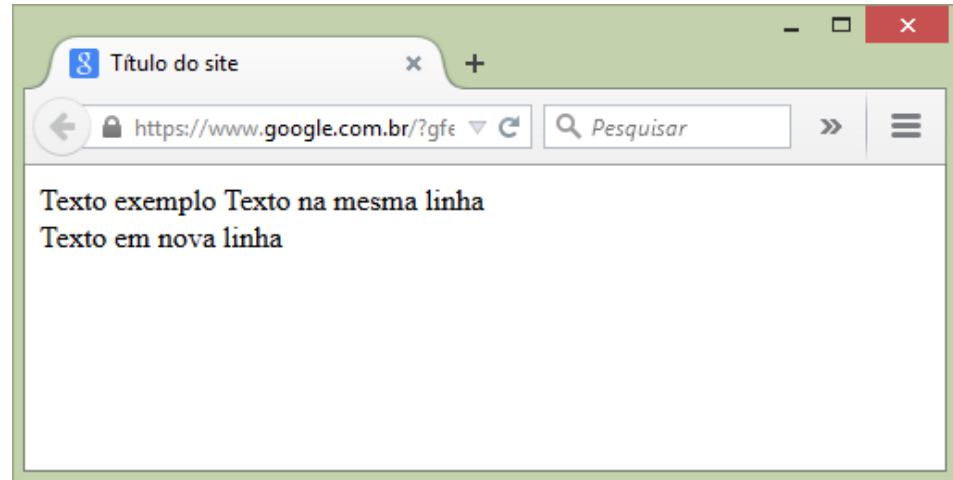 Título do site
https://www.google.com.br/?gfe
Pesquisar
Texto exemplo Texto na mesma linha
Texto em nova linha